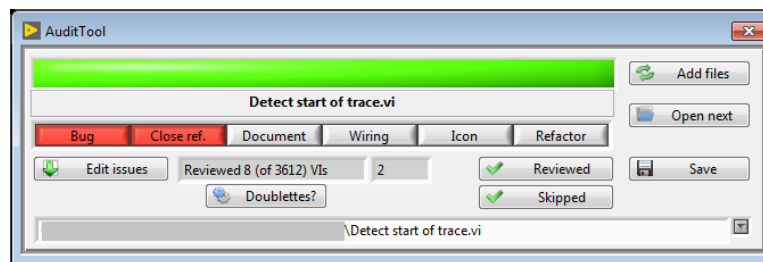 AuditTool
Add files
Detect start of trace.vi
Open next
Bug Close ref. Document Wiring Icon Refactor
Edit issues Reviewed 8 (of 3612) VIs 2 Reviewed Save
Doublettes? Skipped
\Detect start of trace.vi